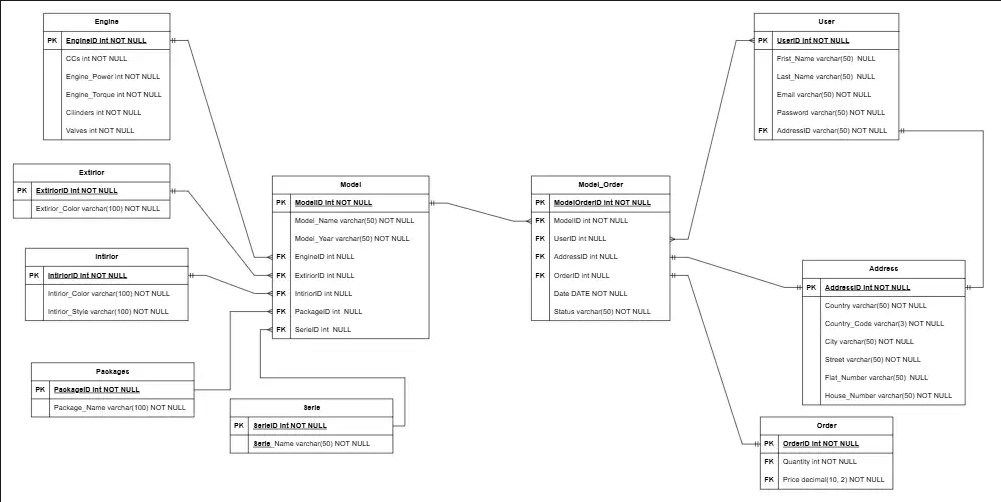 Engine
PK EngineID int NOT NULL
CCs int NOT NULL
Engine_Power int NOT NULL
Engine_Torque int NOT NULL
Cilinders int NOT NULL
Valves int NOT NULL
Extirior
PK ExtiriorID int NOT NULL
Extirior_Color varchar(100) NOT NULL
Intirior
PK IntiriorID int NOT NULL
Intirior_Color varchar(100) NOT NULL
Intirior_Style varchar(100) NOT NULL
Packages
PK PackageID int NOT NULL
Package_Name varchar(100) NOT NULL
Serie
PK SerieID int NOT NULL
Serie_Name varchar(50) NOT NULL
Model
PK ModelID int NOT NULL
Model_Name varchar(50) NOT NULL
Model_Year varchar(50) NOT NULL
FK EngineID int NOT NULL
FK ExtiriorID int NOT NULL
FK IntiriorID int NOT NULL
FK PackageID int NULL
FK SerieID int NULL
Model_Order
PK ModelOrderID int NOT NULL
FK ModelID int NOT NULL
FK UserID int NOT NULL
FK AddressID int NOT NULL
FK OrderID int NOT NULL
Date DATE NOT NULL
Status varchar(50) NOT NULL
User
PK UserID int NOT NULL
Frist_Name varchar(50) NULL
Last_Name varchar(50) NULL
Email varchar(50) NOT NULL
Password varchar(50) NOT NULL
FK AddressID varchar(50) NOT NULL
Address
PK AddressID int NOT NULL
Country varchar(50) NOT NULL
Country_Code varchar(3) NOT NULL
City varchar(50) NOT NULL
Street varchar(50) NOT NULL
Flat_Number varchar(50) NULL
House_Number varchar(50) NOT NULL
Order
PK OrderID int NOT NULL
FK Quantity int NOT NULL
FK Price decimal(10, 2) NOT NULL